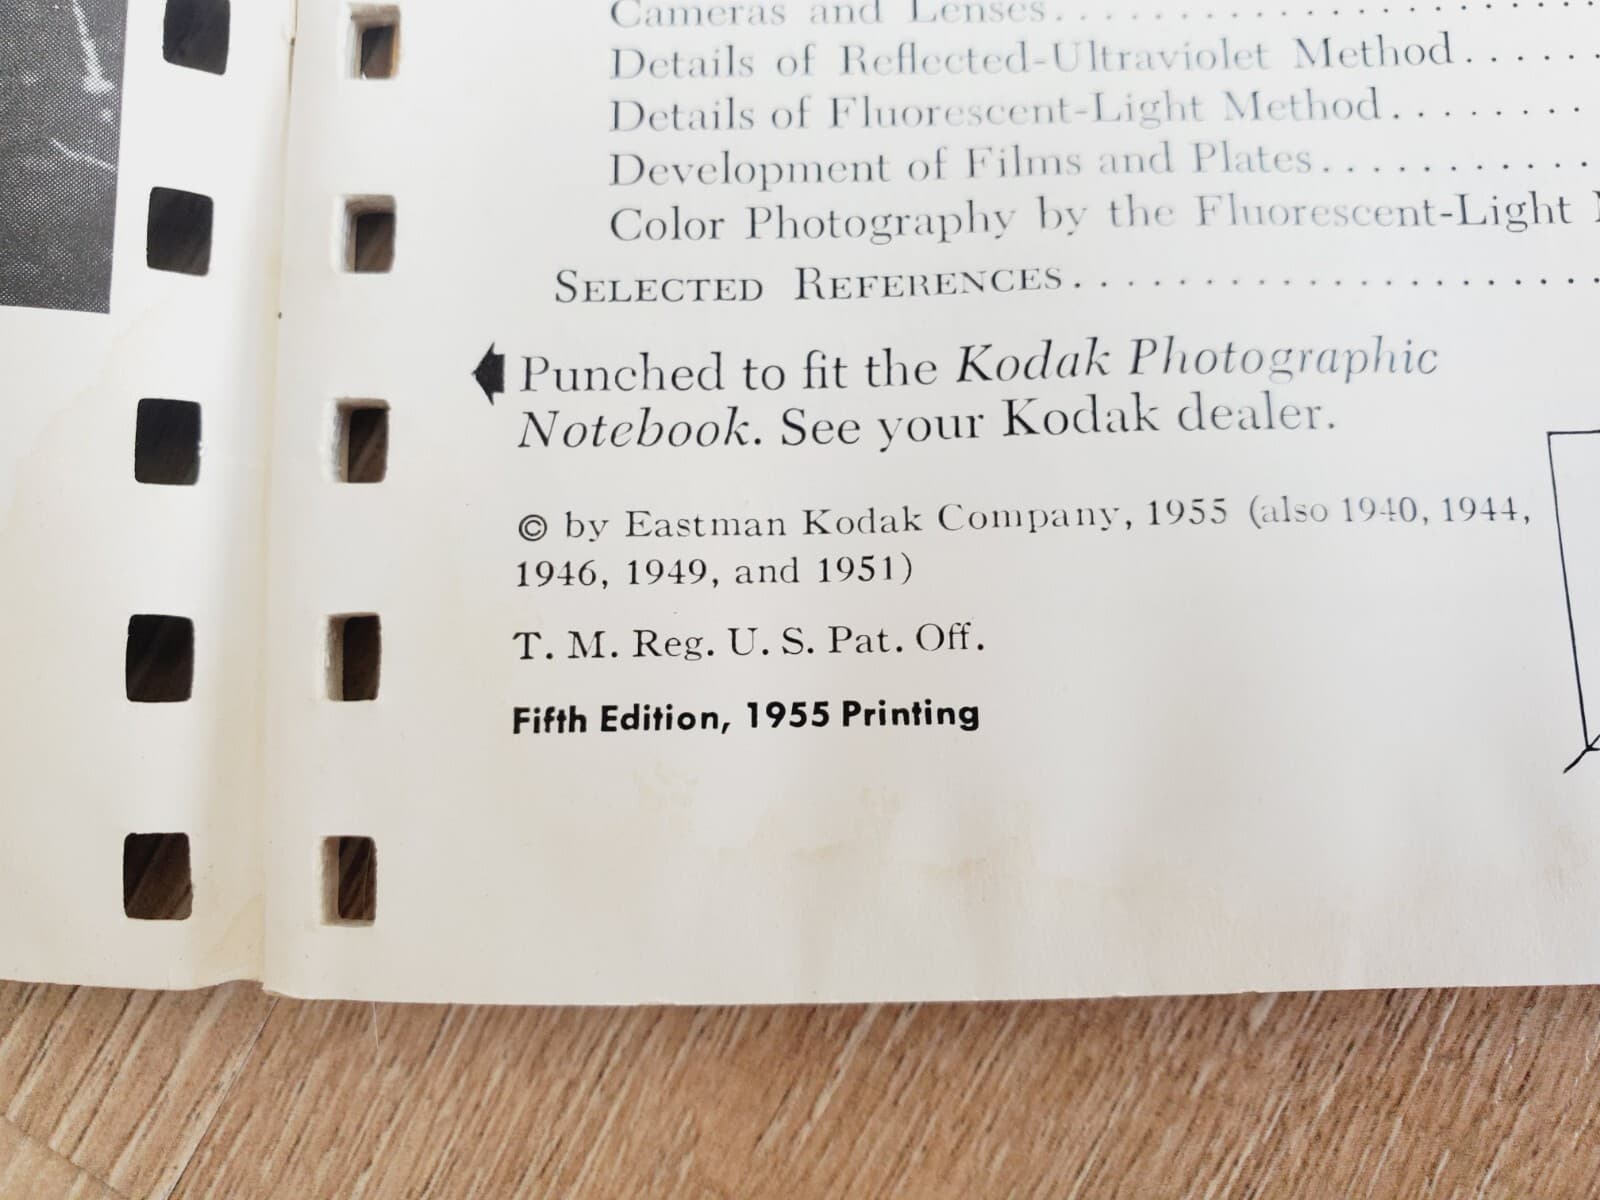 Cameras and Lenses....................
Details of Reflected-Ultraviolet Method......
Details of Fluorescent-Light Method........
Development of Films and Plates...........
Color Photography by the Fluorescent-Light
SELECTED REFERENCES.....................
Punched to fit the Kodak Photographic
Notebook. See your Kodak dealer.
© by Eastman Kodak Company, 1955 (also 1940, 1944,
1946, 1949, and 1951)
T. M. Reg. U. S. Pat. Off.
Fifth Edition, 1955 Printing